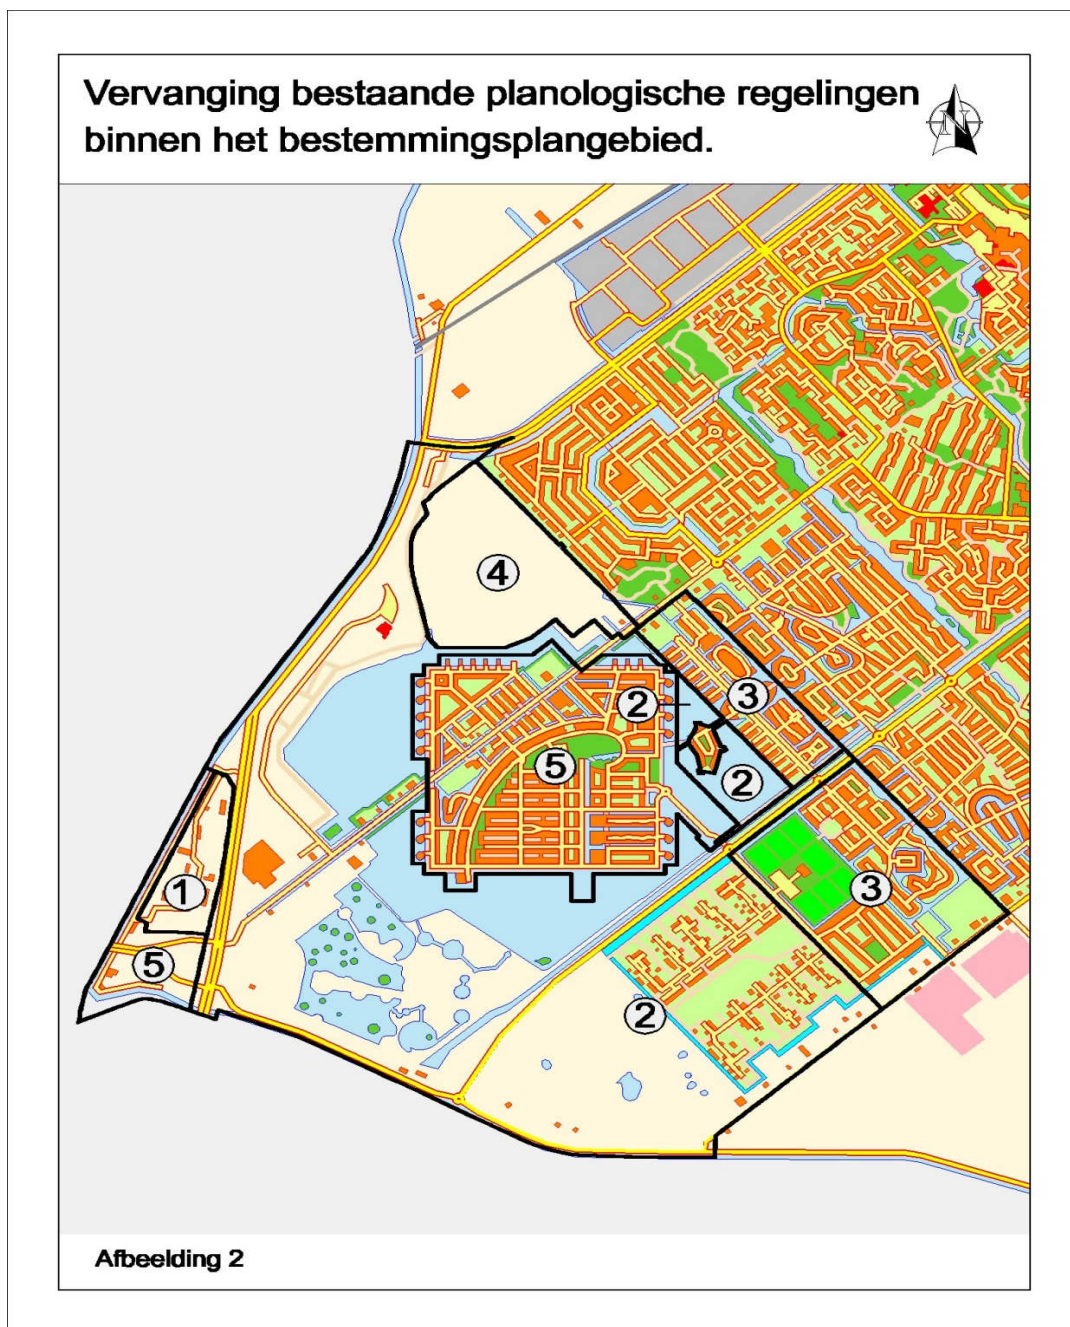 Vervanging bestaande planologische regelingen
binnen het bestemmingsplangebied.
N
4
3
2
5
2
1
3
5
2
Afbeelding 2